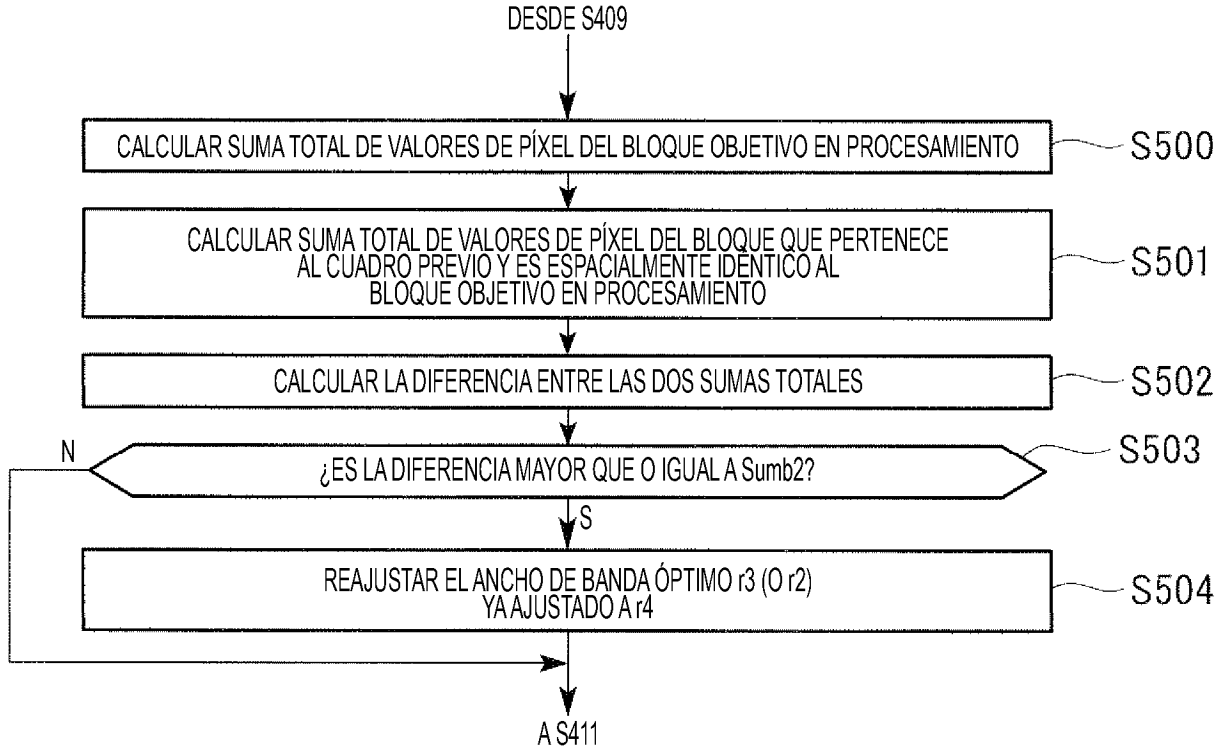 DESDE S409
CALCULAR SUMA TOTAL DE VALORES DE PÍXEL DEL BLOQUE OBJETIVO EN PROCESAMIENTO
S500
CALCULAR SUMA TOTAL DE VALORES DE PÍXEL DEL BLOQUE QUE PERTENECE
AL CUADRO PREVIO Y ES ESPACIALMENTE IDÉNTICO AL
BLOQUE OBJETIVO EN PROCESAMIENTO
S501
CALCULAR LA DIFERENCIA ENTRE LAS DOS SUMAS TOTALES
S502
N
¿ES LA DIFERENCIA MAYOR QUE O IGUAL A Sumb2?
S503
S
REAJUSTAR EL ANCHO DE BANDA ÓPTIMO r3 (O r2)
YA AJUSTADO A r4
S504
A S411